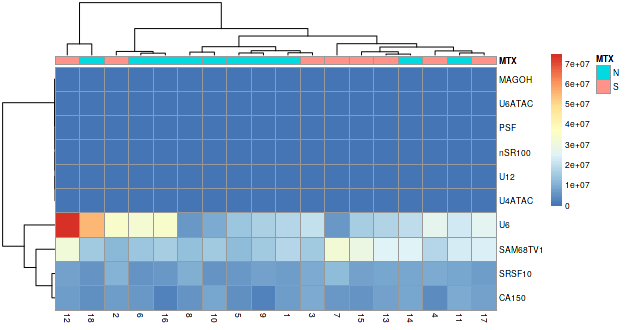 MTX
MAGOH
U6ATAC
PSF
nSR100
U12
U4ATAC
U6
SAM68TV1
SRSF10
CA150
12 18 2 6 16 8 10 5 9 1 3 7 15 13 14 4 11 17
7e+07
6e+07
5e+07
4e+07
3e+07
2e+07
1e+07
0
MTX
N
S